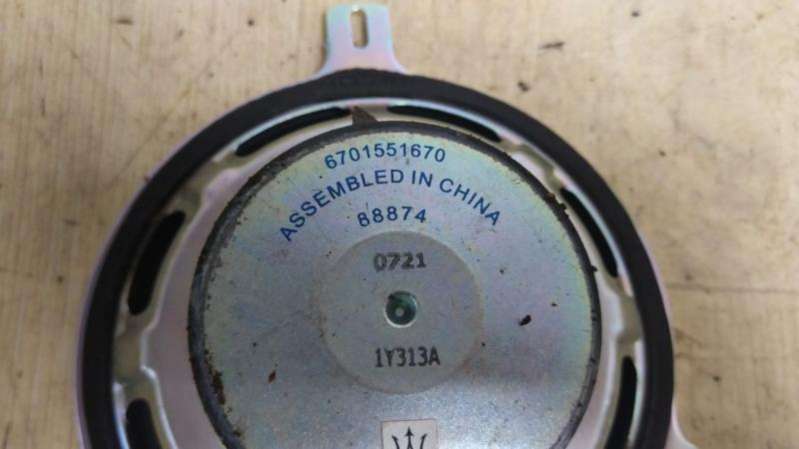 6701551670
ASSEMBLED IN CHINA
88874
0721
1Y313A